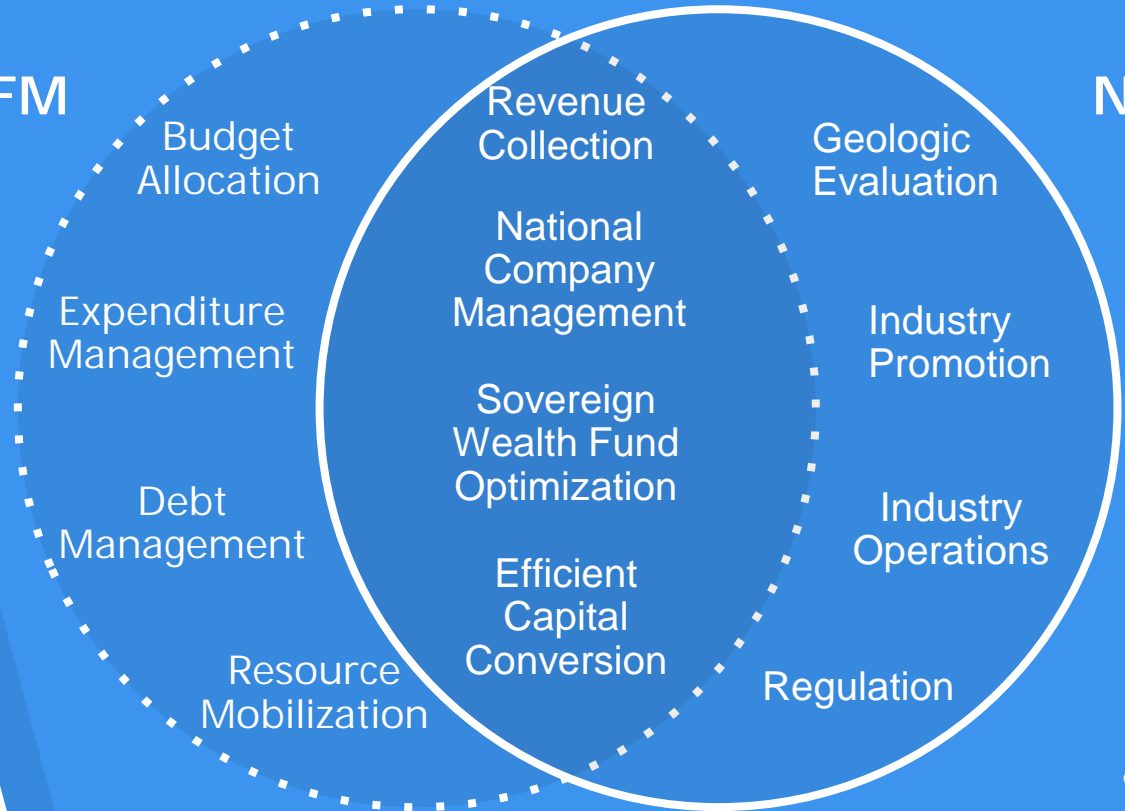 FM
N
Budget
Allocation
Expenditure
Management
Debt
Management
Resource
Mobilization
Revenue
Collection
National
Company
Management
Sovereign
Wealth Fund
Optimization
Efficient
Capital
Conversion
Geologic
Evaluation
Industry
Promotion
Industry
Operations
Regulation